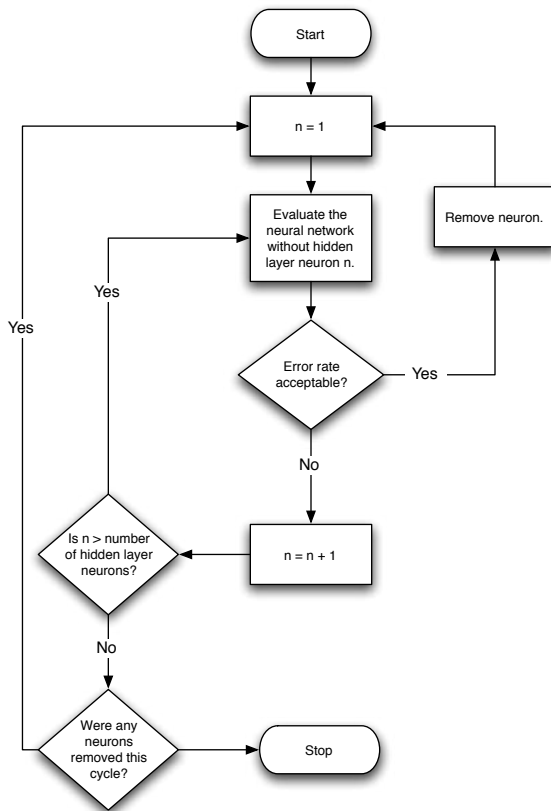 Start
n = 1
Evaluate the
neural network
without hidden
layer neuron n.
Remove neuron.
Yes
Yes
Error rate
acceptable?
Yes
No
Is n > number
of hidden layer
neurons?
n = n + 1
No
Were any
neurons
removed this
cycle?
Stop